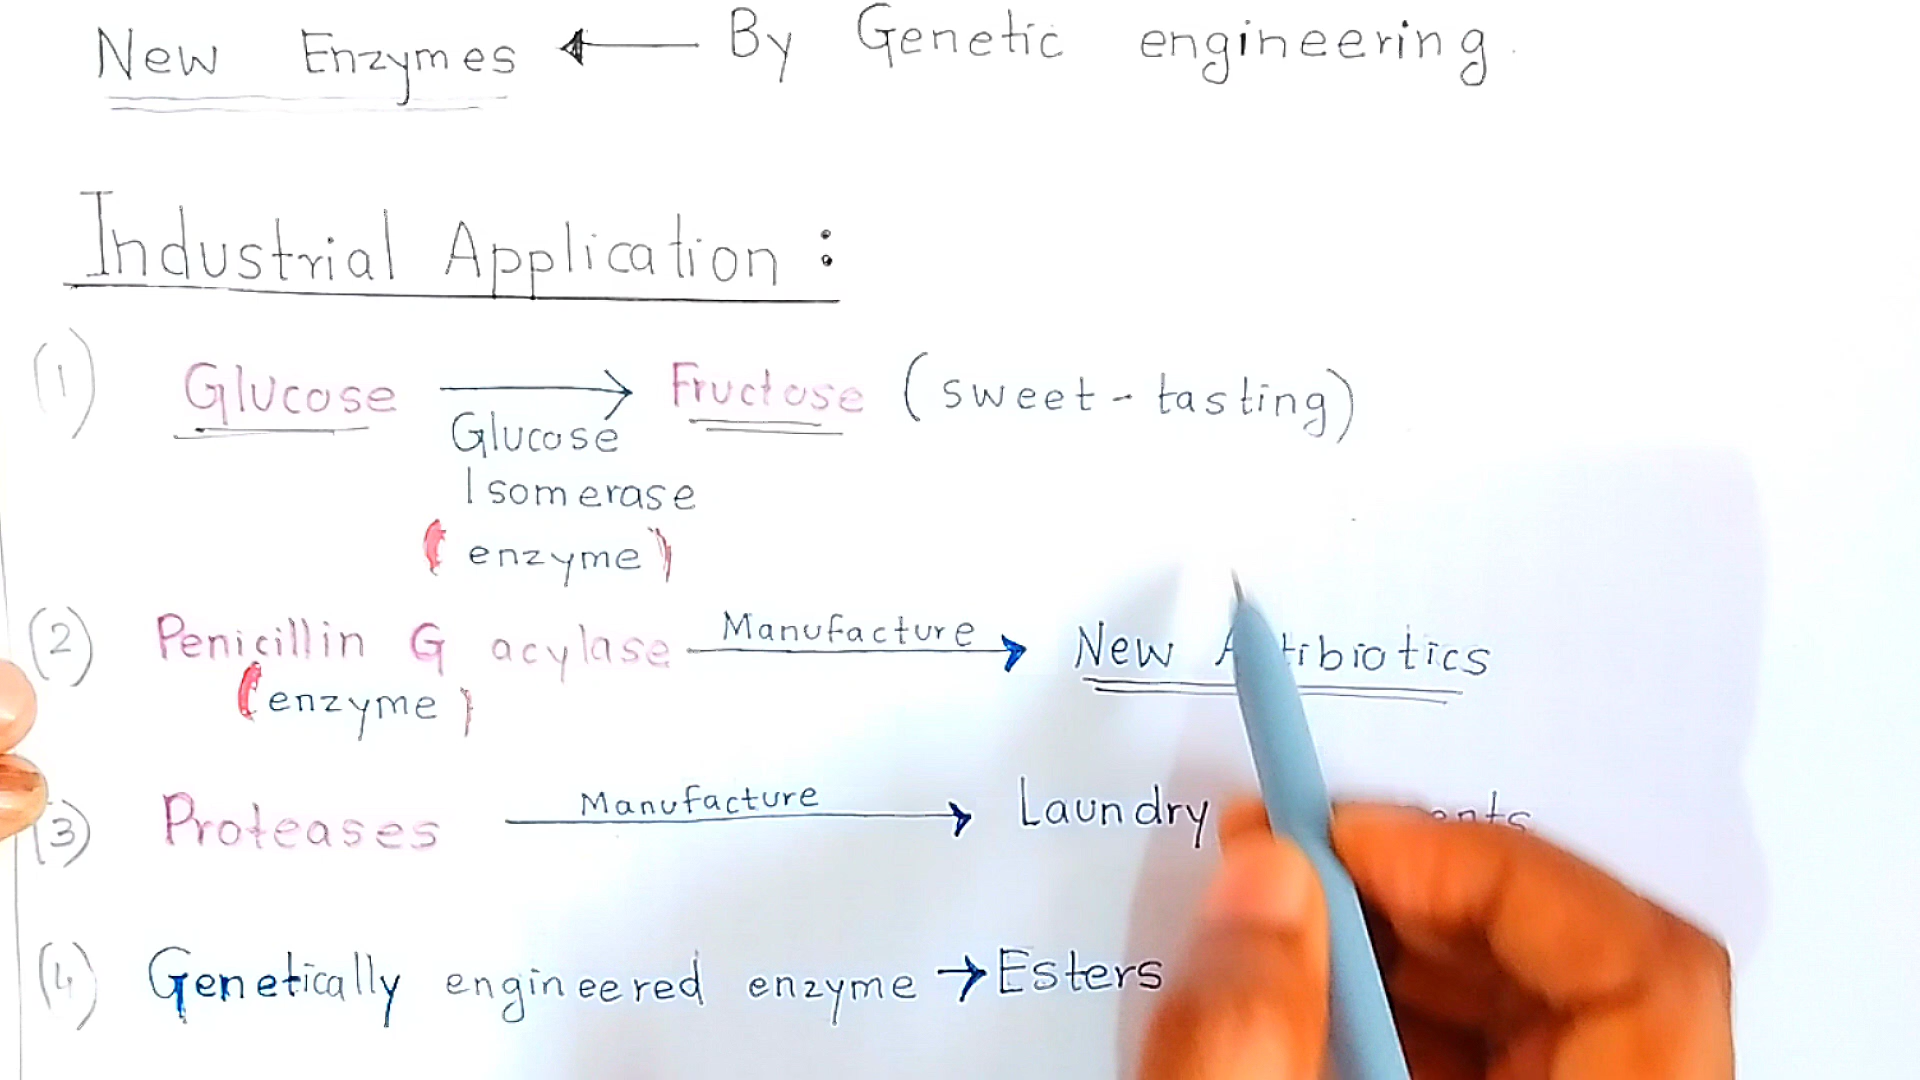 New Enzymes ← By Genetic engineering.
Industrial Application :
(1) Glucose → Fructose (sweet-tasting)
Glucose
Isomerase
(enzyme)
(2) Penicillin G acylase Manufacture → New
(enzyme)
(3) Proteases Manufacture → Laundry
(4) Genetically engineered enzyme → Esters